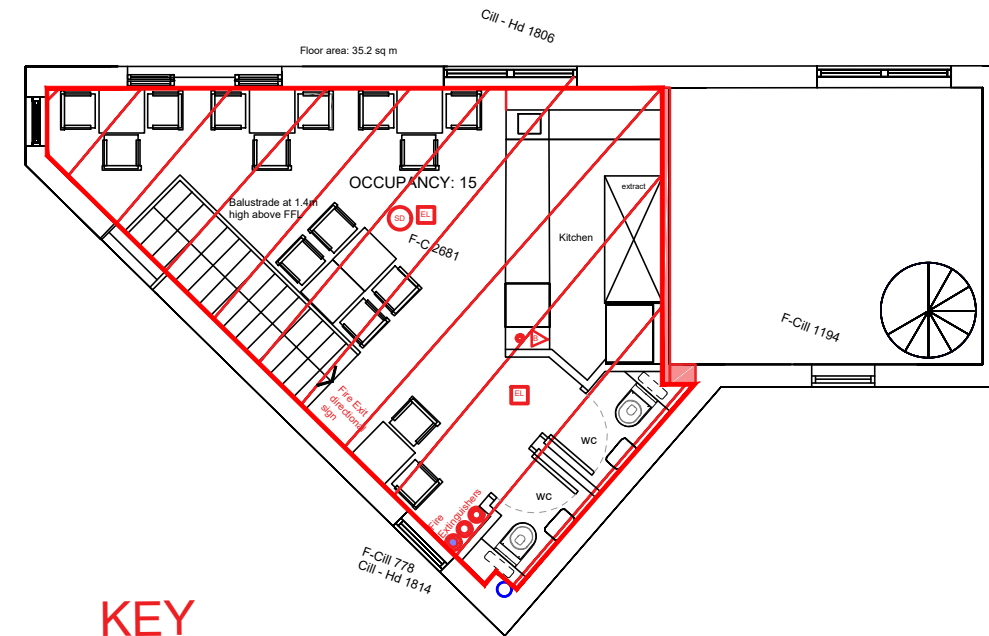 Cill - Hd 1806
Floor area: 35.2 sq m
OCCUPANCY: 15
extract
Balustrade at 1.4m
high above FFL
SD
EL
F-C 2681
Kitchen
F-Cill 1194
EL
Fire Exit
directional
sign
WC
WC
Fire
Extinguishers
F-Cill 778
Cill - Hd 1814
KEY